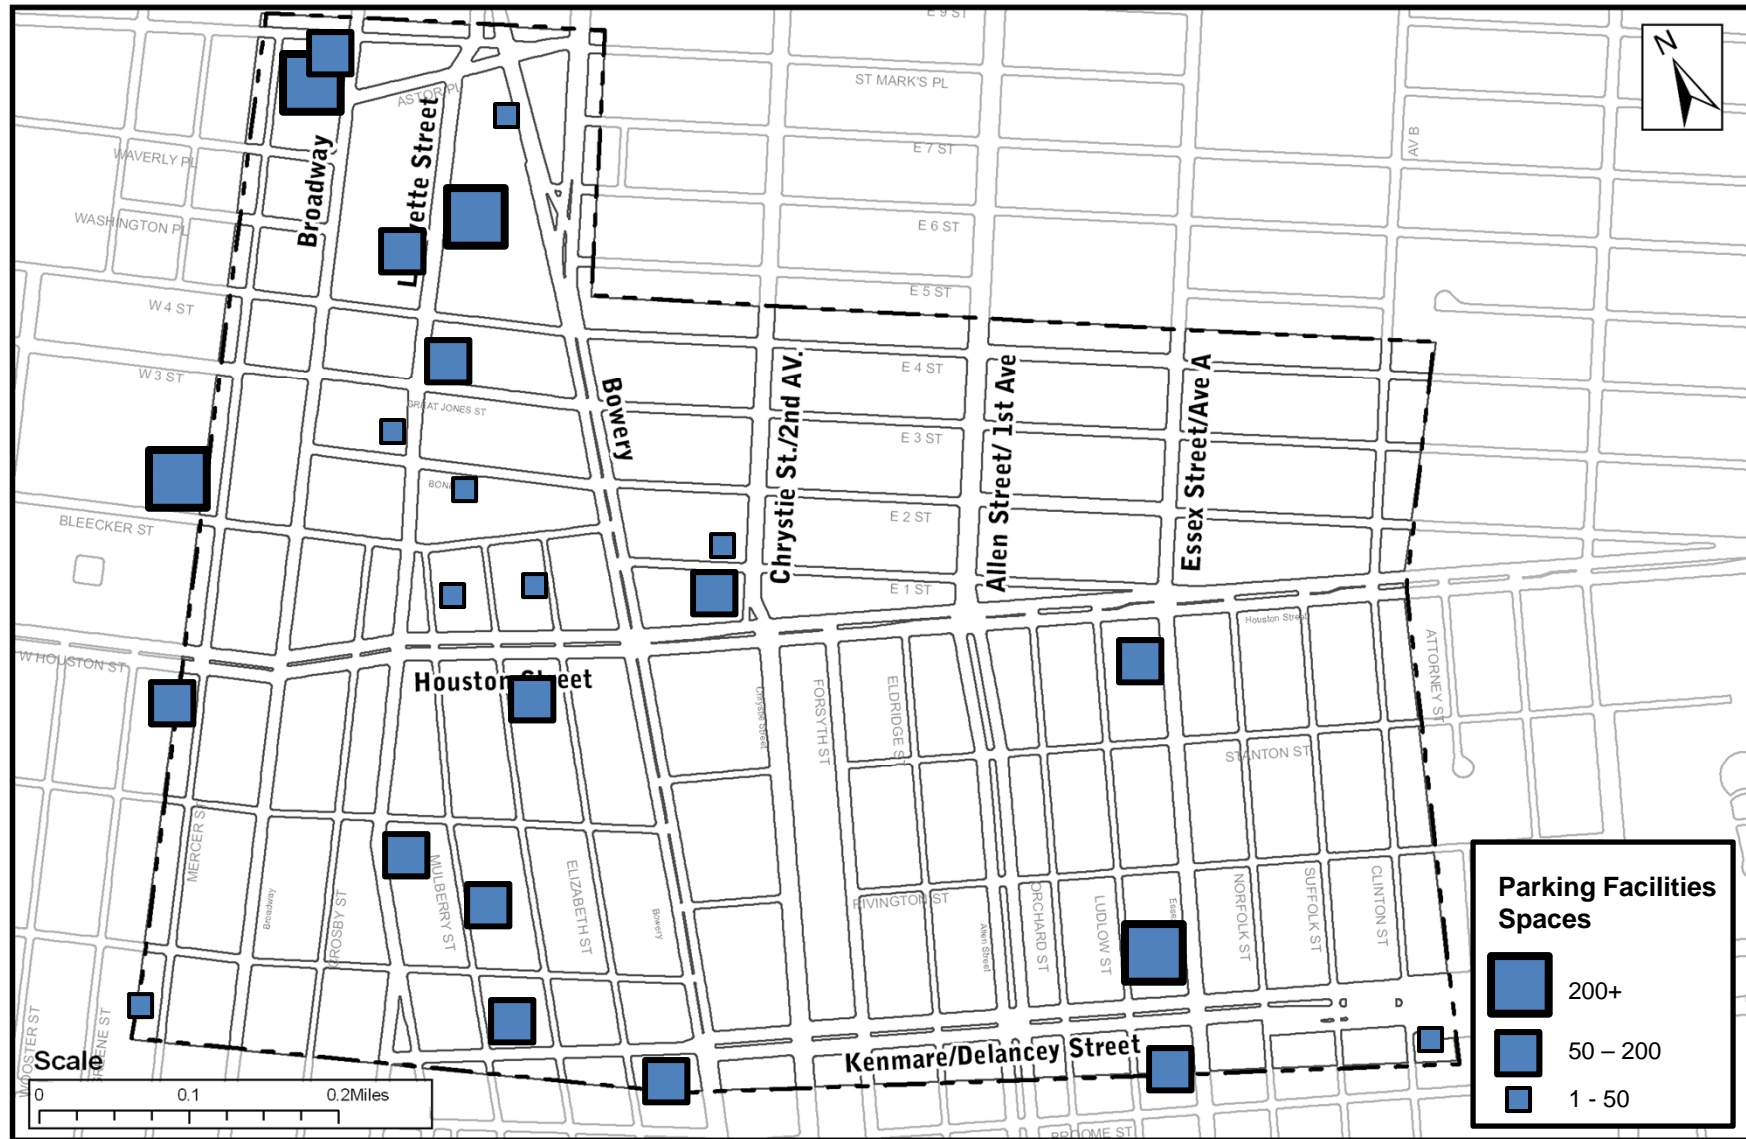 E 9 ST
N
ST MARK'S PL
ASTOR PL
AV B
E 7 ST
WAVERLY PL
Broadway
WASHINGTON PL
E 6 ST
E 5 ST
W 4 ST
W 3 ST
E 4 ST
GREAT JONES ST
Bowery
Chrystie St./2nd AV.
Allen Street/ 1st Ave
Essex Street/Ave A
E 3 ST
BLEECKER ST
E 2 ST
E 1 ST
Houston Street
W HOUSTON ST
Houston Street
ATTORNEY ST
Chrystie Street
FORSYTH ST
ELDRIDGE ST
STANTON ST
MERCER ST
Broadway
CROSBY ST
MULBERRY ST
ELIZABETH ST
Bowery
RIVINGTON ST
Allen Street
ORCHARD ST
LUDLOW ST
NORFOLK ST
SUFFOLK ST
CLINTON ST
WOOSTER ST
Kenmare/Delancey Street
BROOME ST
Scale
0 0.1 0.2Miles
Parking Facilities
Spaces
200+
50 – 200
1 - 50